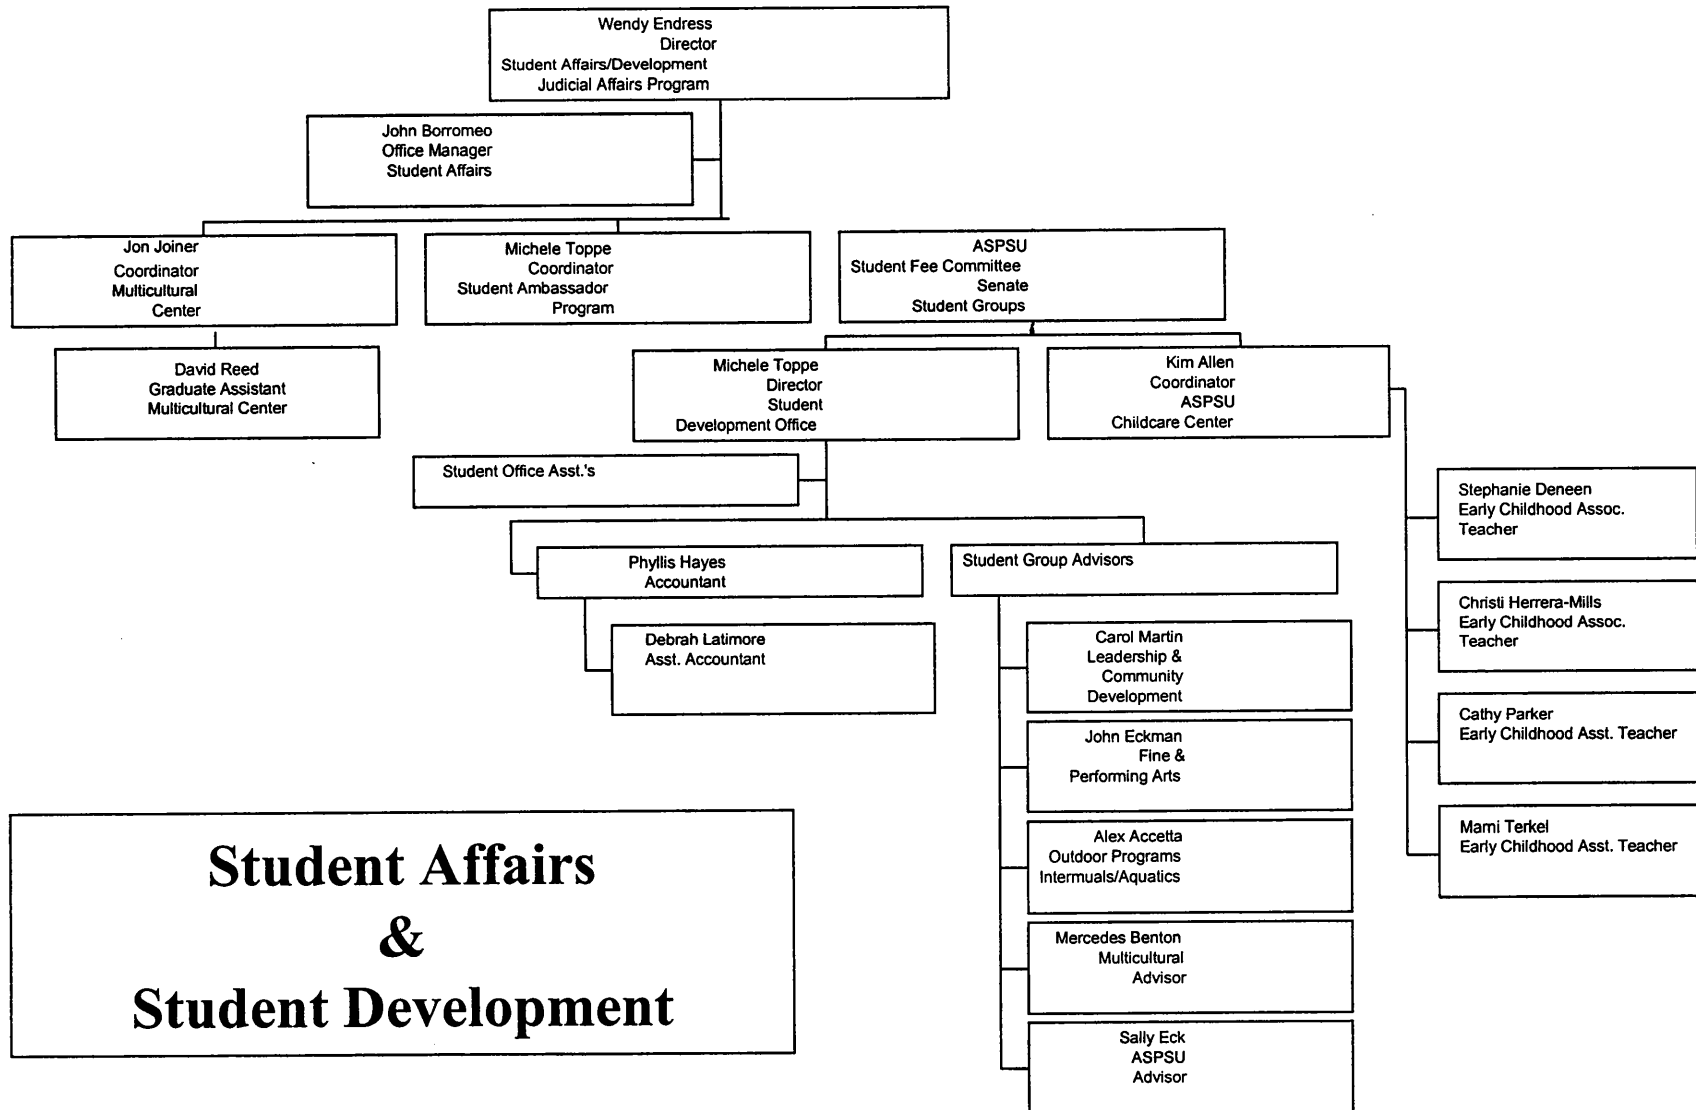 Wendy Endress
Director
Student Affairs/Development
Judicial Affairs Program
John Borromeo
Office Manager
Student Affairs
Jon Joiner
Coordinator
Multicultural
Center
Michele Toppe
Coordinator
Student Ambassador
Program
ASPSU
Student Fee Committee
Senate
Student Groups
David Reed
Graduate Assistant
Multicultural Center
Michele Toppe
Director
Student
Development Office
Kim Allen
Coordinator
ASPSU
Childcare Center
Student Office Asst.'s
Phyllis Hayes
Accountant
Debrah Latimore
Asst. Accountant
Student Group Advisors
Carol Martin
Leadership &
Community
Development
John Eckman
Fine &
Performing Arts
Alex Accetta
Outdoor Programs
Intermuals/Aquatics
Mercedes Benton
Multicultural
Advisor
Sally Eck
ASPSU
Advisor
Stephanie Deneen
Early Childhood Assoc.
Teacher
Christi Herrera-Mills
Early Childhood Assoc.
Teacher
Cathy Parker
Early Childhood Asst. Teacher
Mami Terkel
Early Childhood Asst. Teacher
Student Affairs
&
Student Development